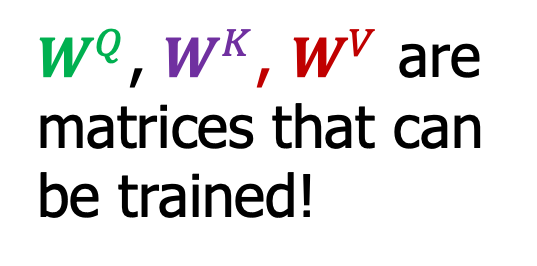 W^Q, W^K, W^V are
matrices that can
be trained!